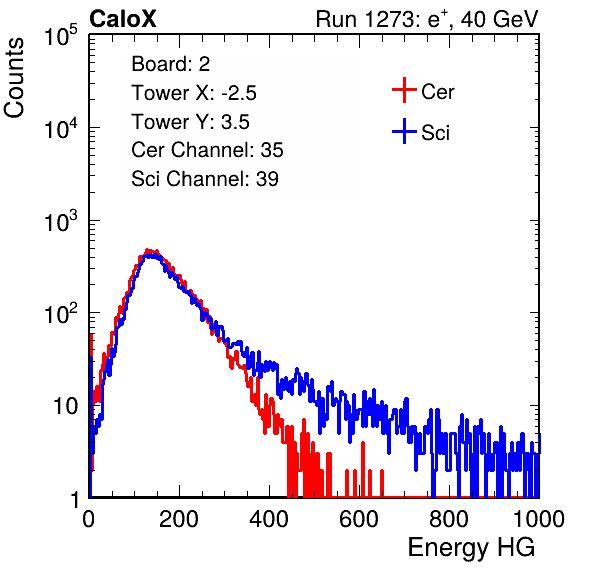 CaloX
Run 1273: e⁺, 40 GeV
Counts
10⁵
10⁴
10³
10²
10
1
Board: 2
Tower X: -2.5
Tower Y: 3.5
Cer Channel: 35
Sci Channel: 39
Cer
Sci
0 200 400 600 800 1000
Energy HG